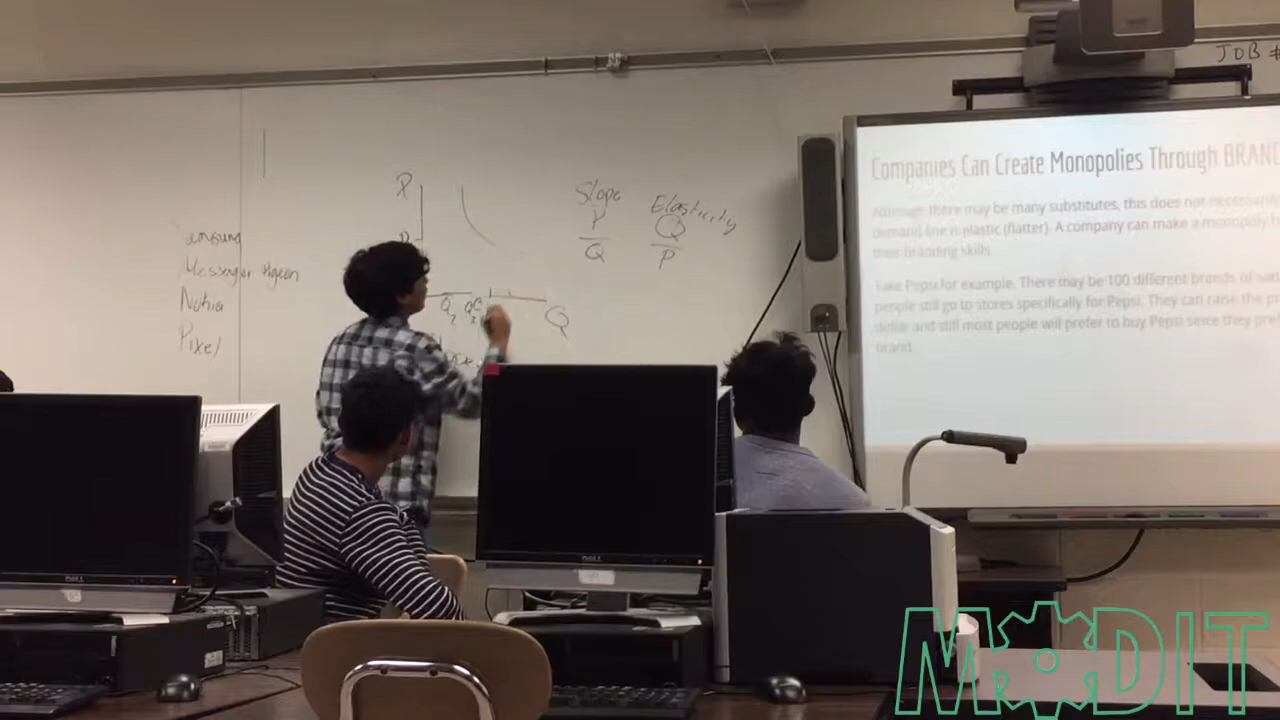 JOB #
P
Slope
P
Q
Elasticity
Q
P
Samsung
Messenger Pigeon
Nokia
Pixel
Q
Companies Can Create Monopolies Through BRAND
Although there may be many substitutes, this does not necessarily
demand line is elastic (flatter). A company can make a monopoly
their branding skills.
Take Pepsi for example. There may be 100 different brands of
people still go to stores specifically for Pepsi. They can raise the
dollar and still most people will prefer to buy Pepsi since they
brand.
DELL
DELL
MODIT